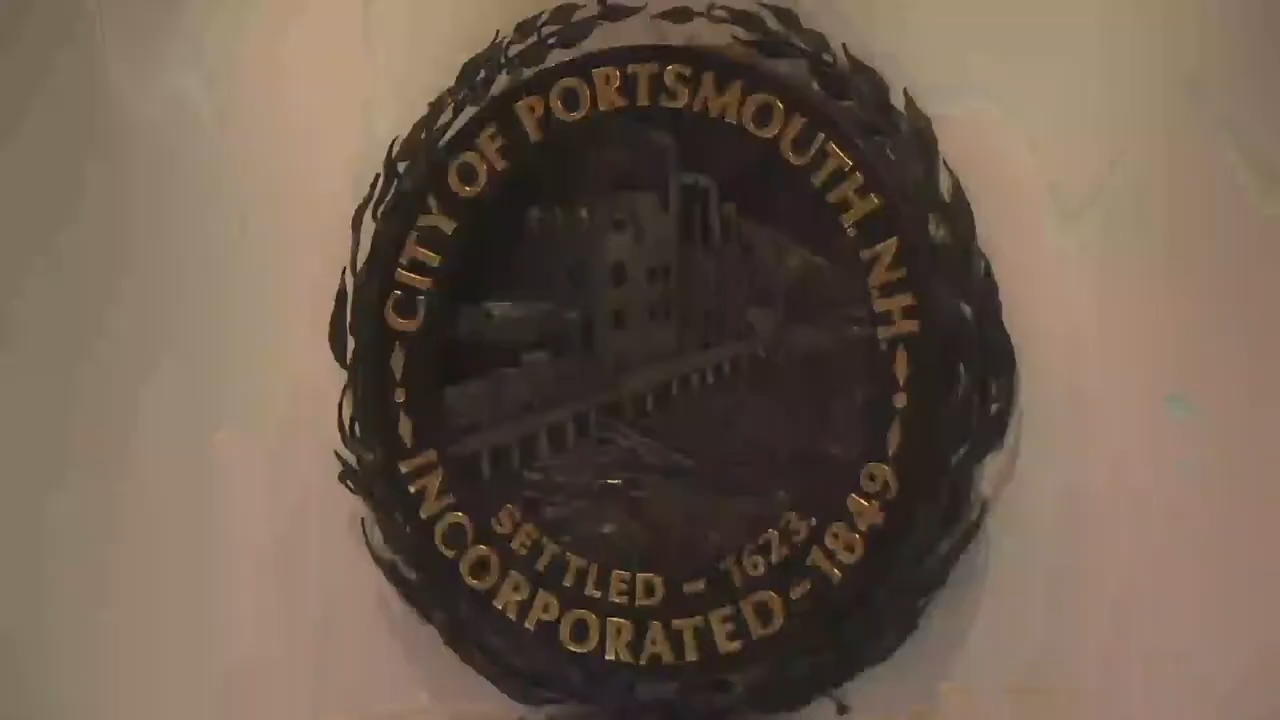 CITY OF PORTSMOUTH, N.H.
SETTLED - 1623.
INCORPORATED - 1849